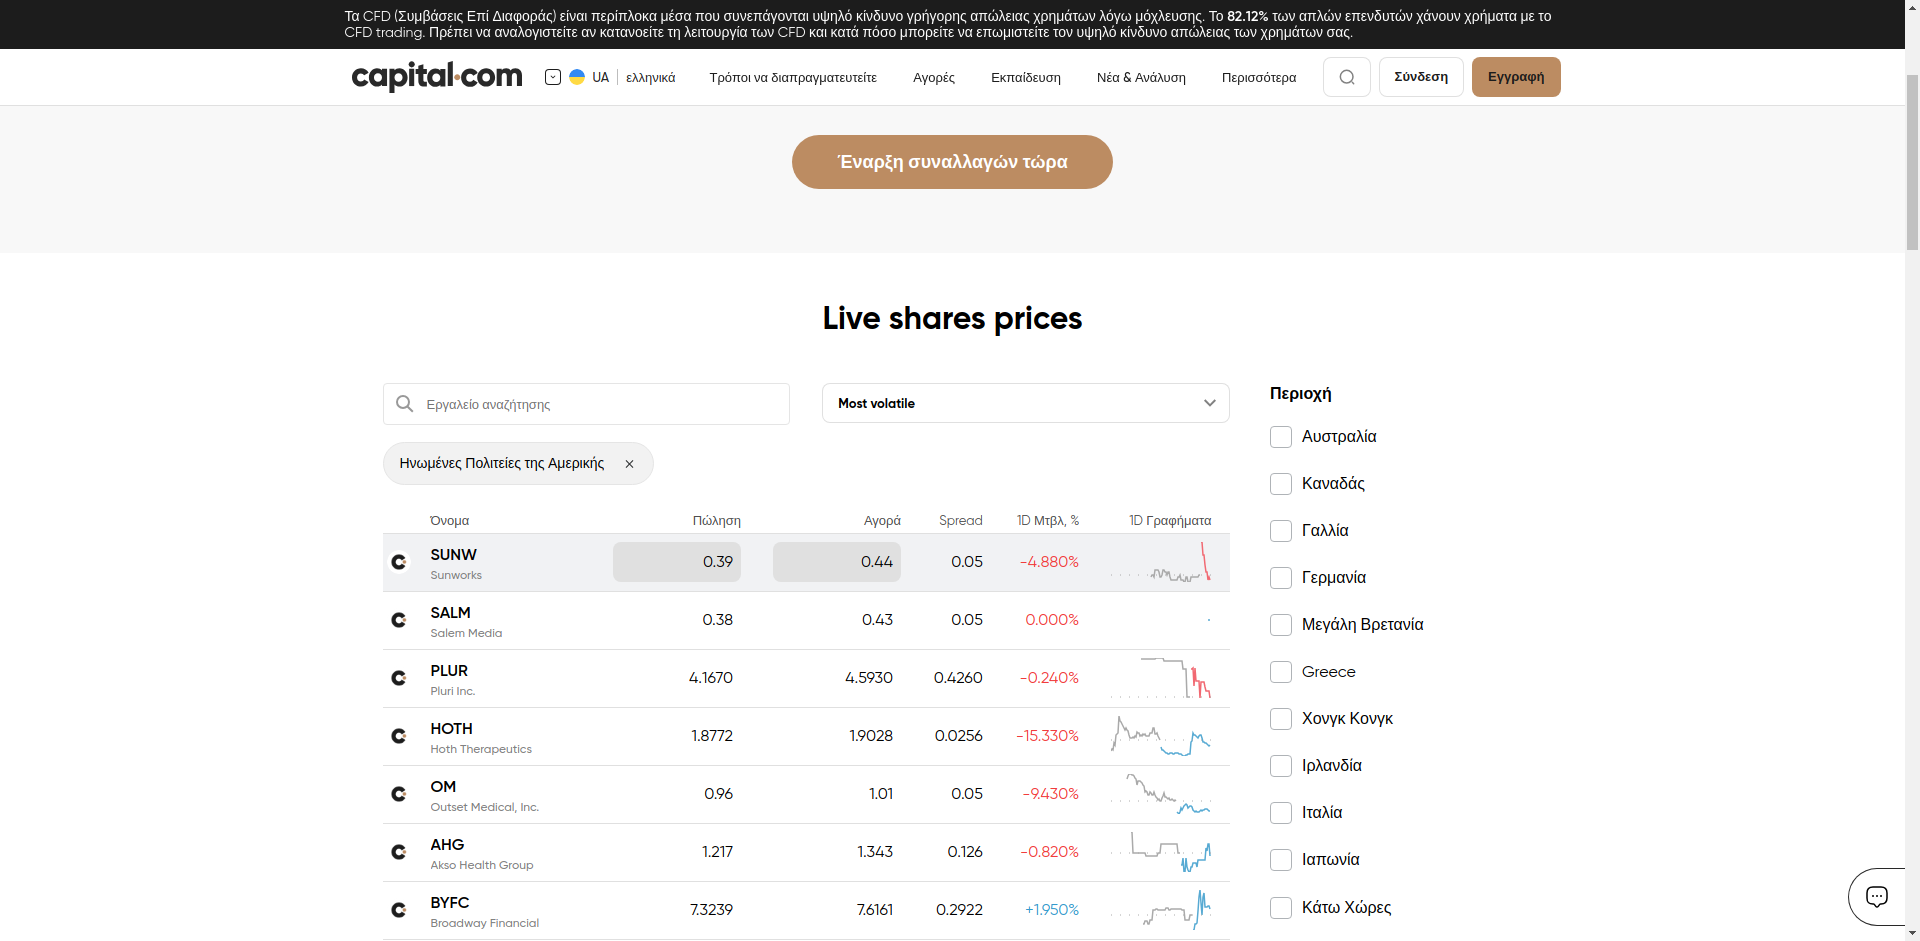 Τα CFD (Συμβάσεις Επί Διαφοράς) είναι περίπλοκα μέσα που συνεπάγονται υψηλό κίνδυνο γρήγορης απώλειας χρημάτων λόγω μόχλευσης. Το 82.12% των απλών επενδυτών χάνουν χρήματα με το
CFD trading. Πρέπει να αναλογιστείτε αν κατανοείτε τη λειτουργία των CFD και κατά πόσο μπορείτε να επωμιστείτε τον υψηλό κίνδυνο απώλειας των χρημάτων σας.
capital.com UA ελληνικά Τρόποι να διαπραγματευτείτε Αγορές Εκπαίδευση Νέα & Ανάλυση Περισσότερα Σύνδεση Εγγραφή
Έναρξη συναλλαγών τώρα
Live shares prices
Εργαλείο αναζήτησης
Most volatile
Ηνωμένες Πολιτείες της Αμερικής ×
Όνομα Πώληση Αγορά Spread 1D Μτβλ, % 1D Γραφήματα
SUNW 0.39 0.44 0.05 -4.880%
Sunworks
SALM 0.38 0.43 0.05 0.000%
Salem Media
PLUR 4.1670 4.5930 0.4260 -0.240%
Pluri Inc.
HOTH 1.8772 1.9028 0.0256 -15.330%
Hoth Therapeutics
OM 0.96 1.01 0.05 -9.430%
Outset Medical, Inc.
AHG 1.217 1.343 0.126 -0.820%
Akso Health Group
BYFC 7.3239 7.6161 0.2922 +1.950%
Broadway Financial
Περιοχή
Αυστραλία
Καναδάς
Γαλλία
Γερμανία
Μεγάλη Βρετανία
Greece
Χονγκ Κονγκ
Ιρλανδία
Ιταλία
Ιαπωνία
Κάτω Χώρες